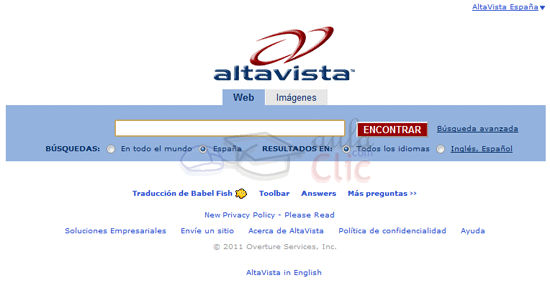 AltaVista España
altavista™
Web Imágenes
ENCONTRAR Búsqueda avanzada
BÚSQUEDAS: En todo el mundo España RESULTADOS EN: Todos los idiomas Inglés, Español
aula
.com
Clic
Traducción de Babel Fish Toolbar Answers Más preguntas >>
New Privacy Policy - Please Read
Soluciones Empresariales Envíe un sitio Acerca de AltaVista Política de confidencialidad Ayuda
© 2011 Overture Services, Inc.
AltaVista in English